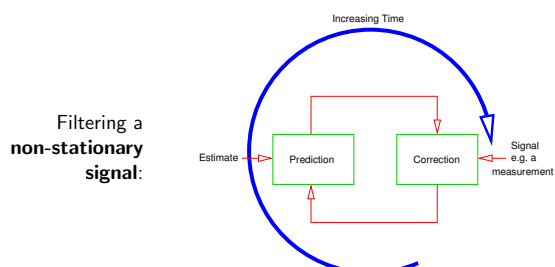 Increasing Time
Filtering a
non-stationary
signal:
Estimate
Prediction
Correction
Signal
e.g. a
measurement